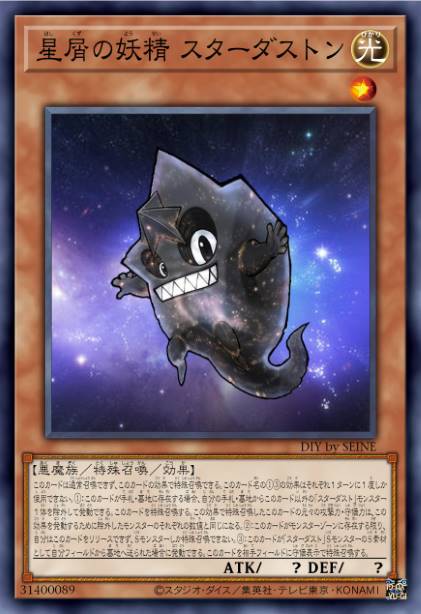 星屑の妖精 スターダストン
光
DIY by SEINE
【悪魔族／特殊召喚／効果】
このカードは通常召喚できず、このカードの効果で特殊召喚できる。このカード名の①③の効果はそれぞれ１ターンに１度しか
使用できない。①：このカードが手札・墓地に存在する場合、自分の手札・墓地からこのカード以外の「スターダスト」モンスター
１体を除外して発動できる。このカードを特殊召喚する。この効果で特殊召喚したこのカードの元々の攻撃力・守備力は、この
効果を発動するために除外したモンスターのそれぞれの数値と同じになる。②：このカードがモンスターゾーンに存在する限り、
自分はこのカードをリリースできず、Sモンスターしか特殊召喚できない。③：このカードが「スターダスト」SモンスターのS素材
として自分フィールドから墓地へ送られた場合に発動できる。このカードを相手フィールドに守備表示で特殊召喚する。
ATK/ ? DEF/ ?
31400089 ©スタジオ・ダイス／集英社・テレビ東京・KONAMI